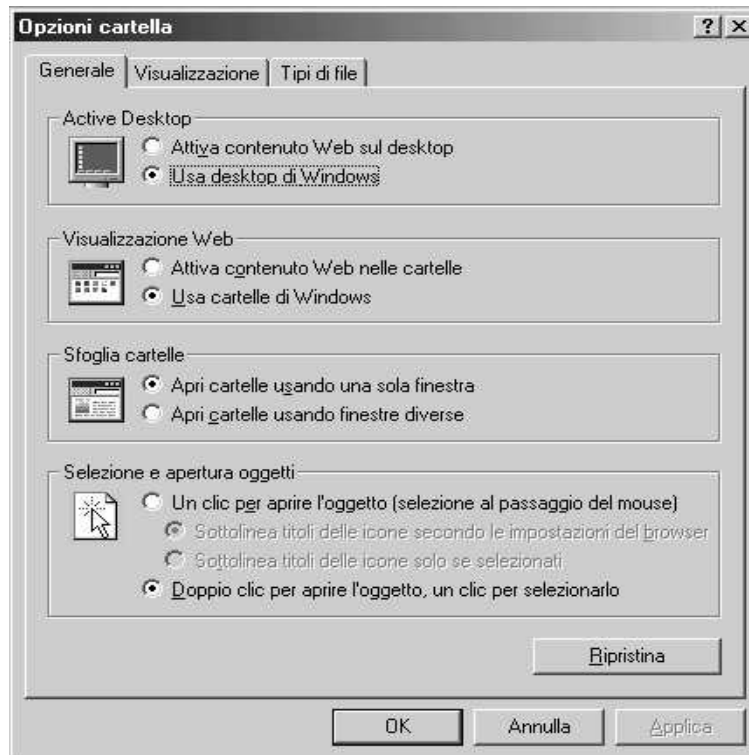 Opzioni cartella
Generale
Visualizzazione
Tipi di file
Active Desktop
Attiva contenuto Web sul desktop
Usa desktop di Windows
Visualizzazione Web
Attiva contenuto Web nelle cartelle
Usa cartelle di Windows
Sfoglia cartelle
Apri cartelle usando una sola finestra
Apri cartelle usando finestre diverse
Selezione e apertura oggetti
Un clic per aprire l'oggetto (selezione al passaggio del mouse)
Sottolinea titoli delle icone secondo le impostazioni del browser
Sottolinea titoli delle icone solo se selezionati
Doppio clic per aprire l'oggetto, un clic per selezionarlo
Ripristina
OK
Annulla
Applica